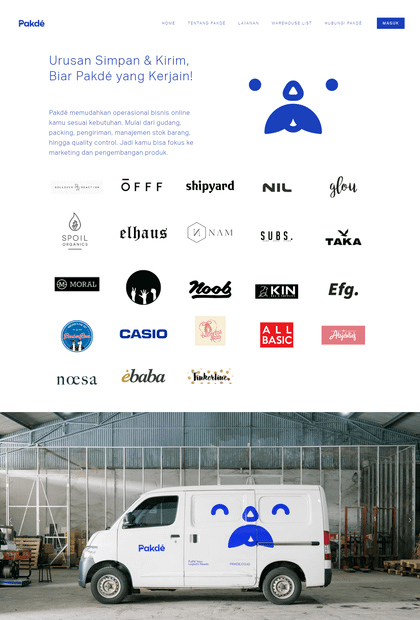 Pakdé
HOME TENTANG PAKDÉ LAYANAN WAREHOUSE LIST HUBUNGI PAKDÉ MASUK
Urusan Simpan & Kirim,
Biar Pakdé yang Kerjain!
Pakdé memudahkan operasional bisnis online
kamu sesuai kebutuhan. Mulai dari gudang,
packing, pengiriman, manajemen stok barang,
hingga quality control. Jadi kamu bisa fokus ke
marketing dan pengembangan produk.
OFFF shipyard NIL glou
SPOIL
ORGANICS
elhaus NAM SUBS. TAKA
MORAL Noob KIN Efg.
CASIO ALL
BASIC
nœsa èbaba Tinkerline
Pakdé